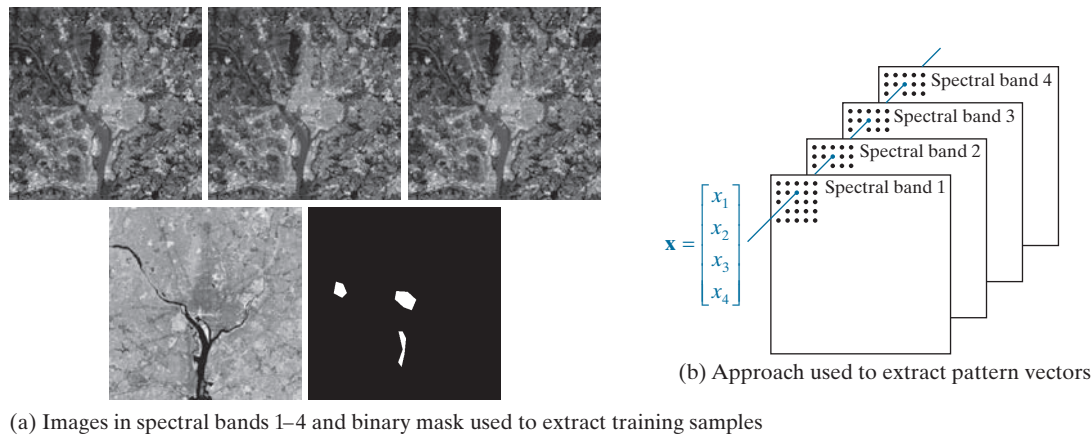 Spectral band 4
Spectral band 3
Spectral band 2
Spectral band 1
x = [x₁
x₂
x₃
x₄]
(b) Approach used to extract pattern vectors
(a) Images in spectral bands 1–4 and binary mask used to extract training samples